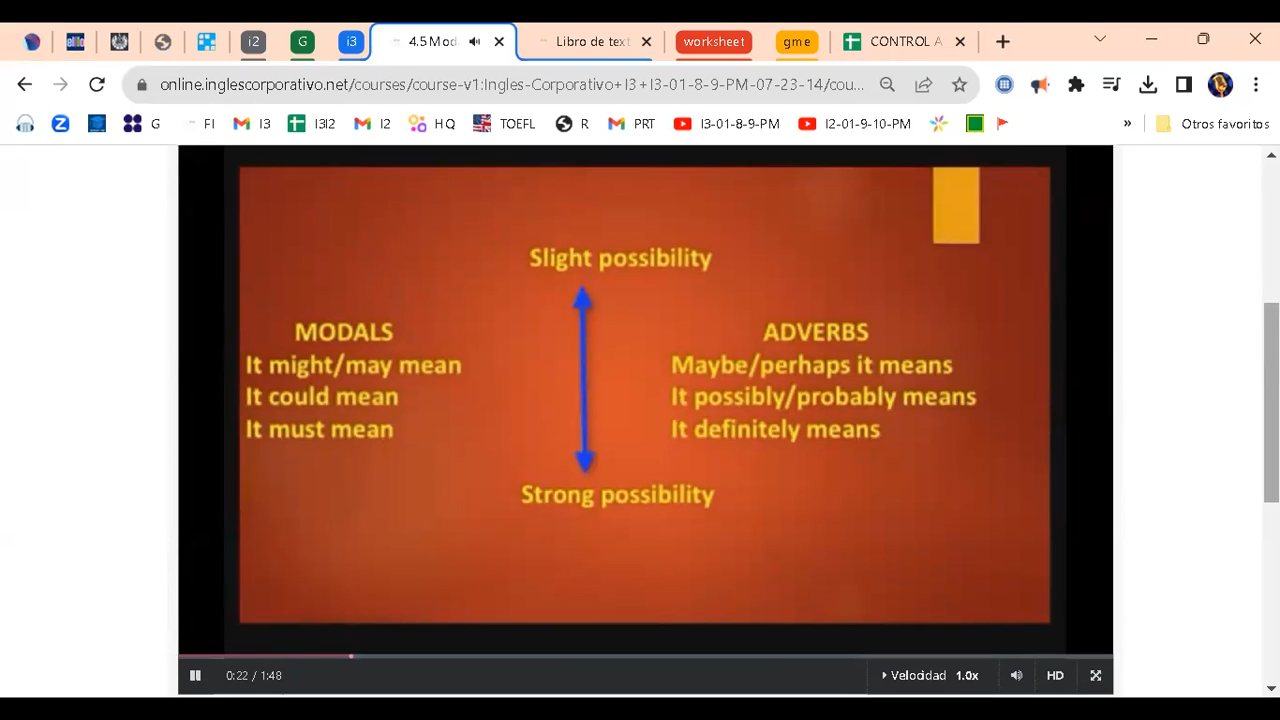 i2
G
i3
4.5 Mod
Libro de text
worksheet
gme
CONTROL A
online.inglescorporativo.net/courses/course-v1:Ingles-Corporativo+I3+I3-01-8-9-PM-07-23-14/cou...
G
FI
I3
I3I2
I2
HQ
TOEFL
R
PRT
I3-01-8-9-PM
I2-01-9-10-PM
»
Otros favoritos
Slight possibility
MODALS
It might/may mean
It could mean
It must mean
ADVERBS
Maybe/perhaps it means
It possibly/probably means
It definitely means
Strong possibility
0:22 / 1:48
Velocidad 1.0x
HD